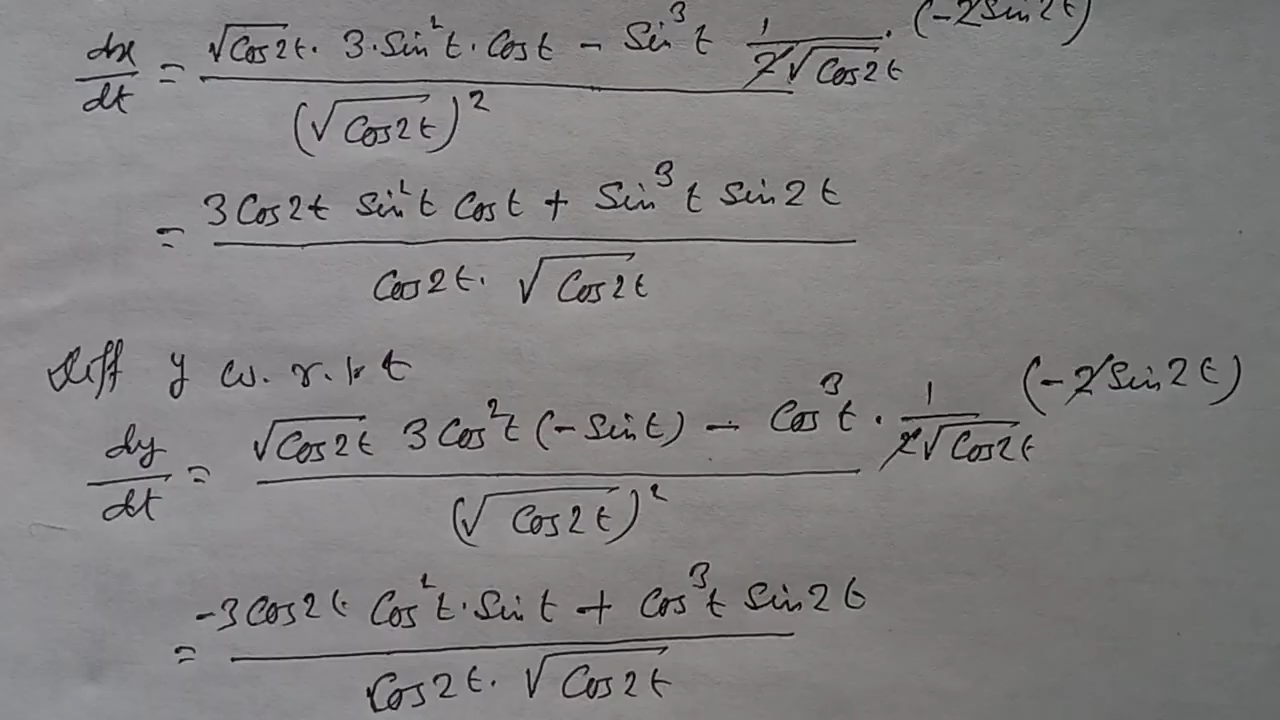 dx/dt = (√Cos2t · 3·Sin²t · Cost − Sin³t 1/(2√Cos2t) · (−2Sin2t)) / (√Cos2t)²
= (3Cos2t Sin²t Cost + Sin³t Sin2t) / (Cos2t · √Cos2t)
Diff y w.r.t t
dy/dt = (√Cos2t 3Cos²t (−Sint) − Cos³t · 1/(2√Cos2t) (−2Sin2t)) / (√Cos2t)²
= (−3Cos2t Cos²t · Sint + Cos³t Sin2t) / (Cos2t · √Cos2t)